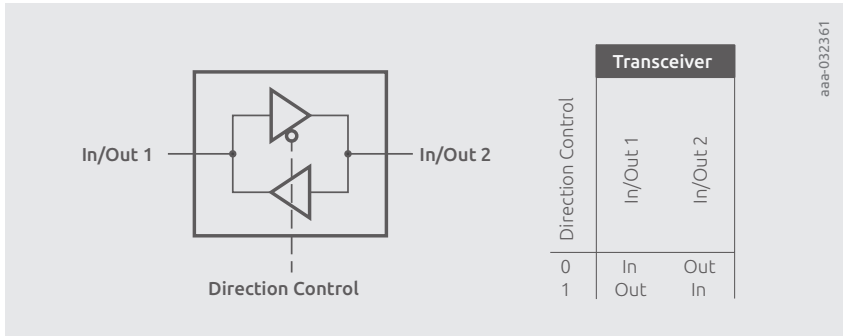 In/Out 1
In/Out 2
Direction Control
Transceiver
Direction Control
In/Out 1
In/Out 2
0 In Out
1 Out In
aaa-032361